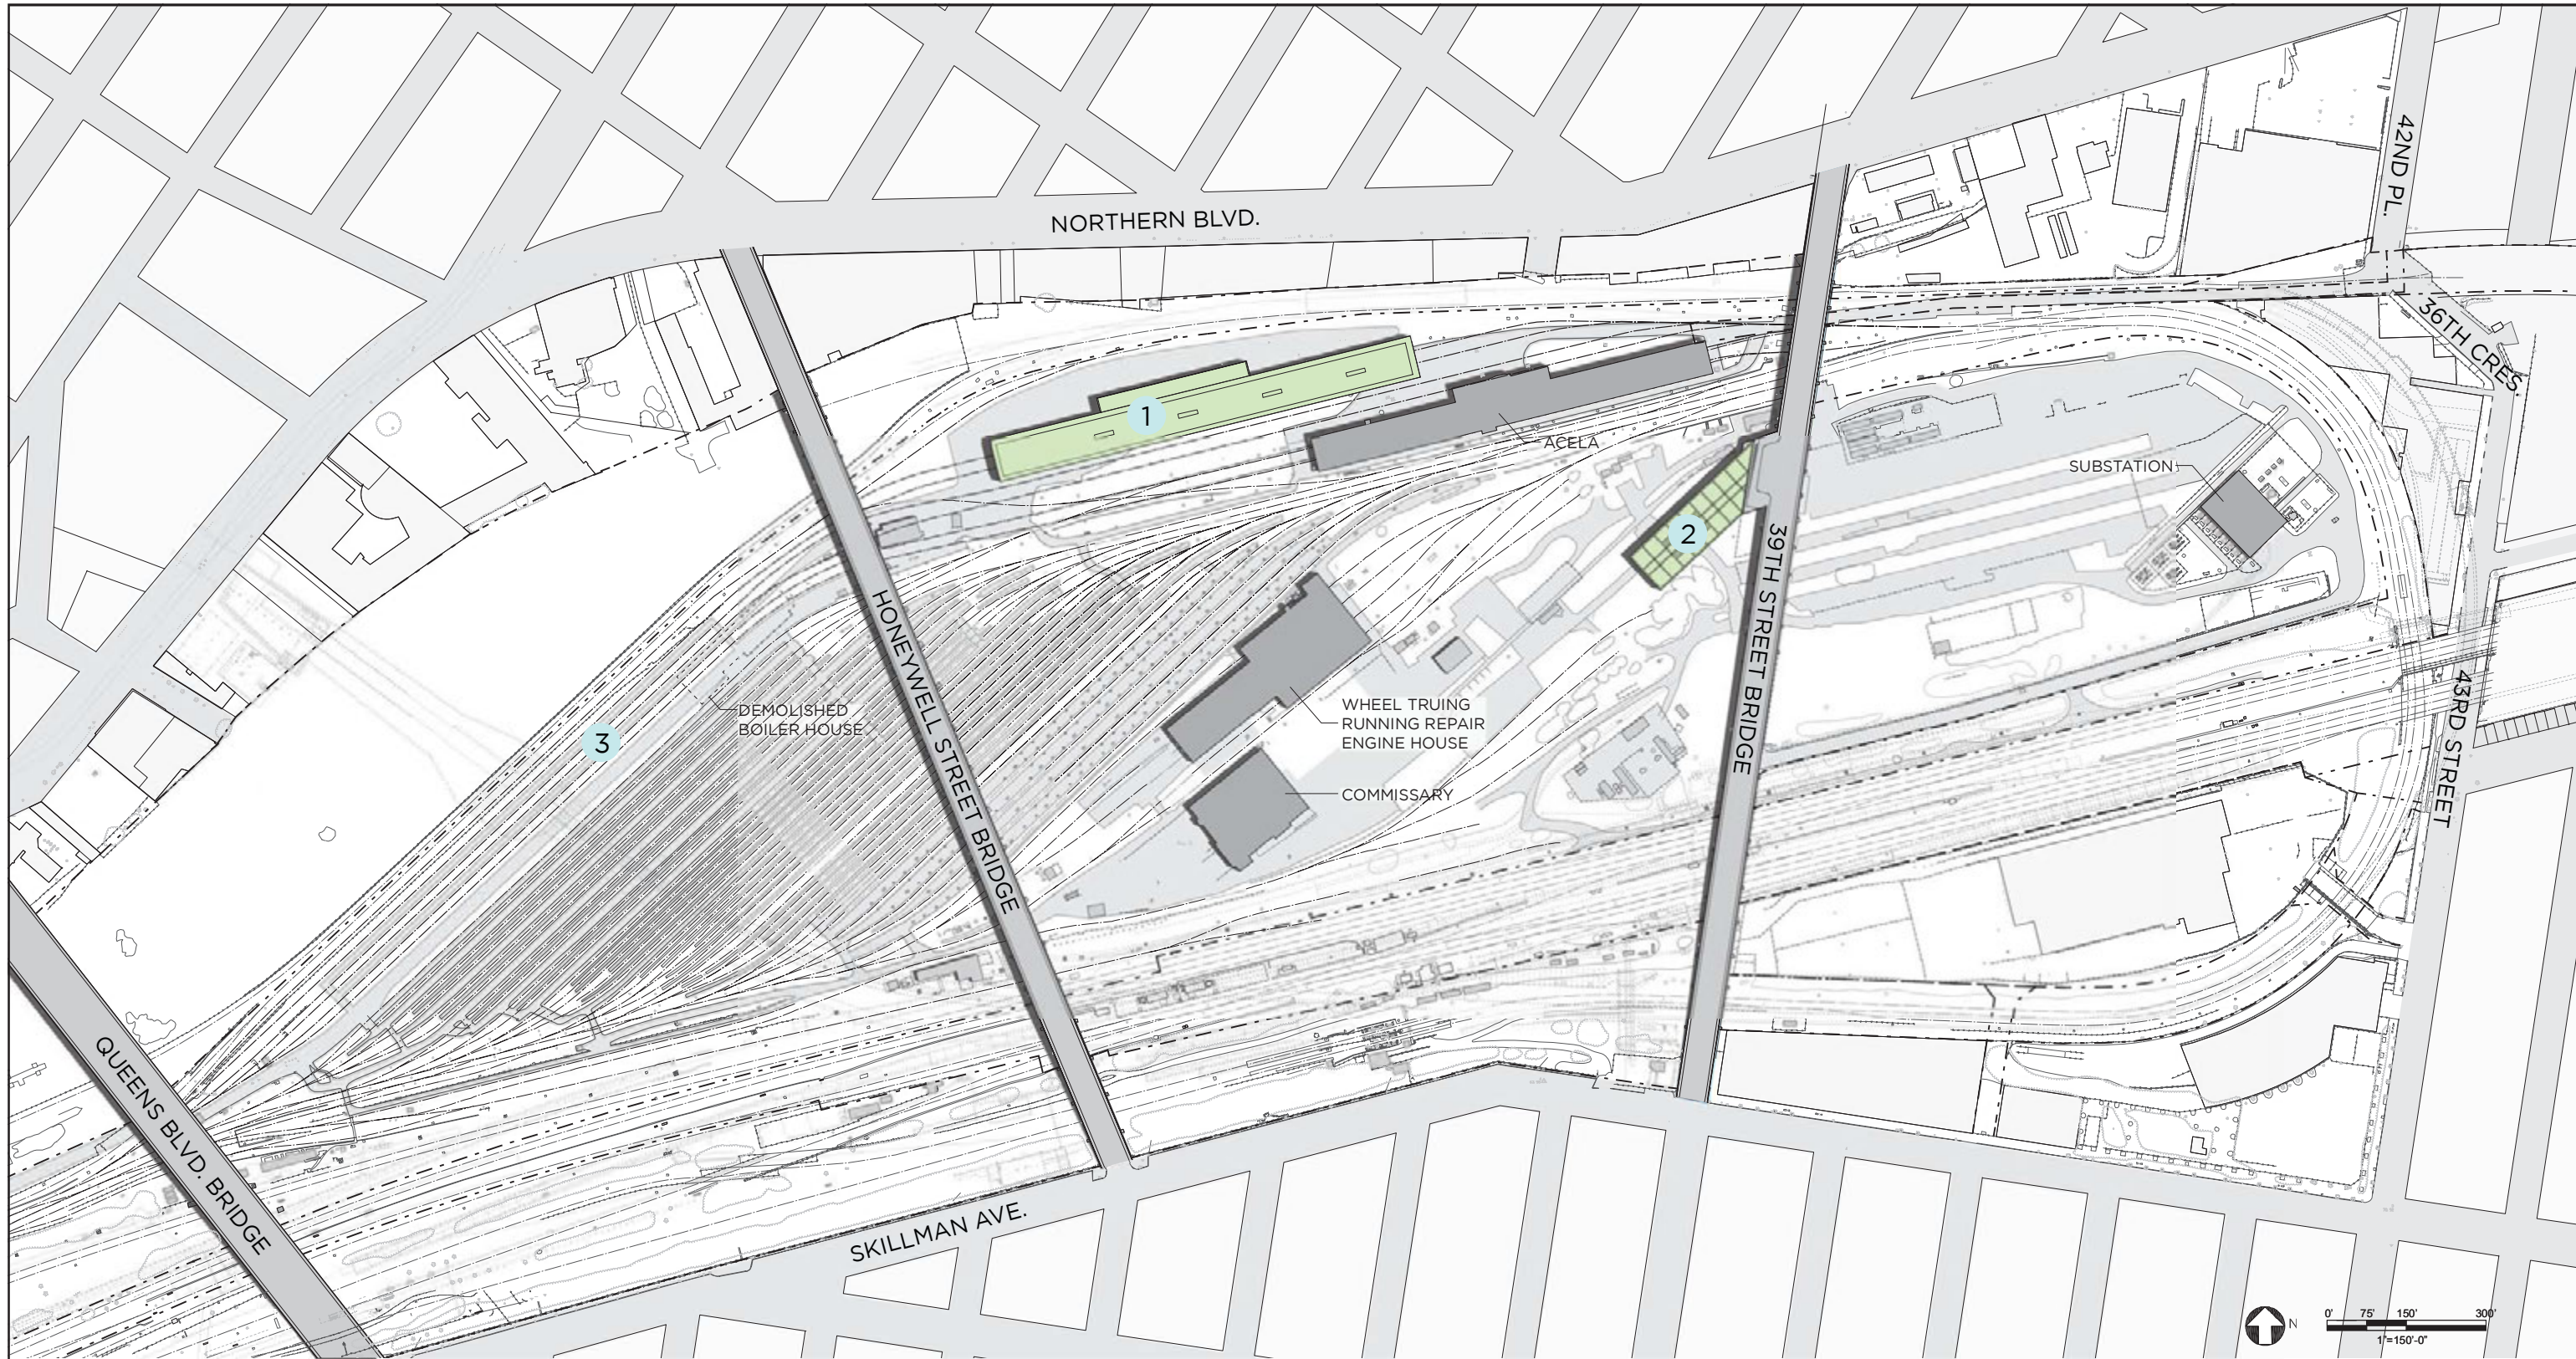 42ND PL.
NORTHERN BLVD.
36TH CRES.
1
ACELA
SUBSTATION
2
39TH STREET BRIDGE
HONEYWELL STREET BRIDGE
DEMOLISHED
BOILER HOUSE
3
WHEEL TRUING
RUNNING REPAIR
ENGINE HOUSE
COMMISSARY
43RD STREET
QUEENS BLVD. BRIDGE
SKILLMAN AVE.
N
0' 75' 150' 300'
1"=150'-0"